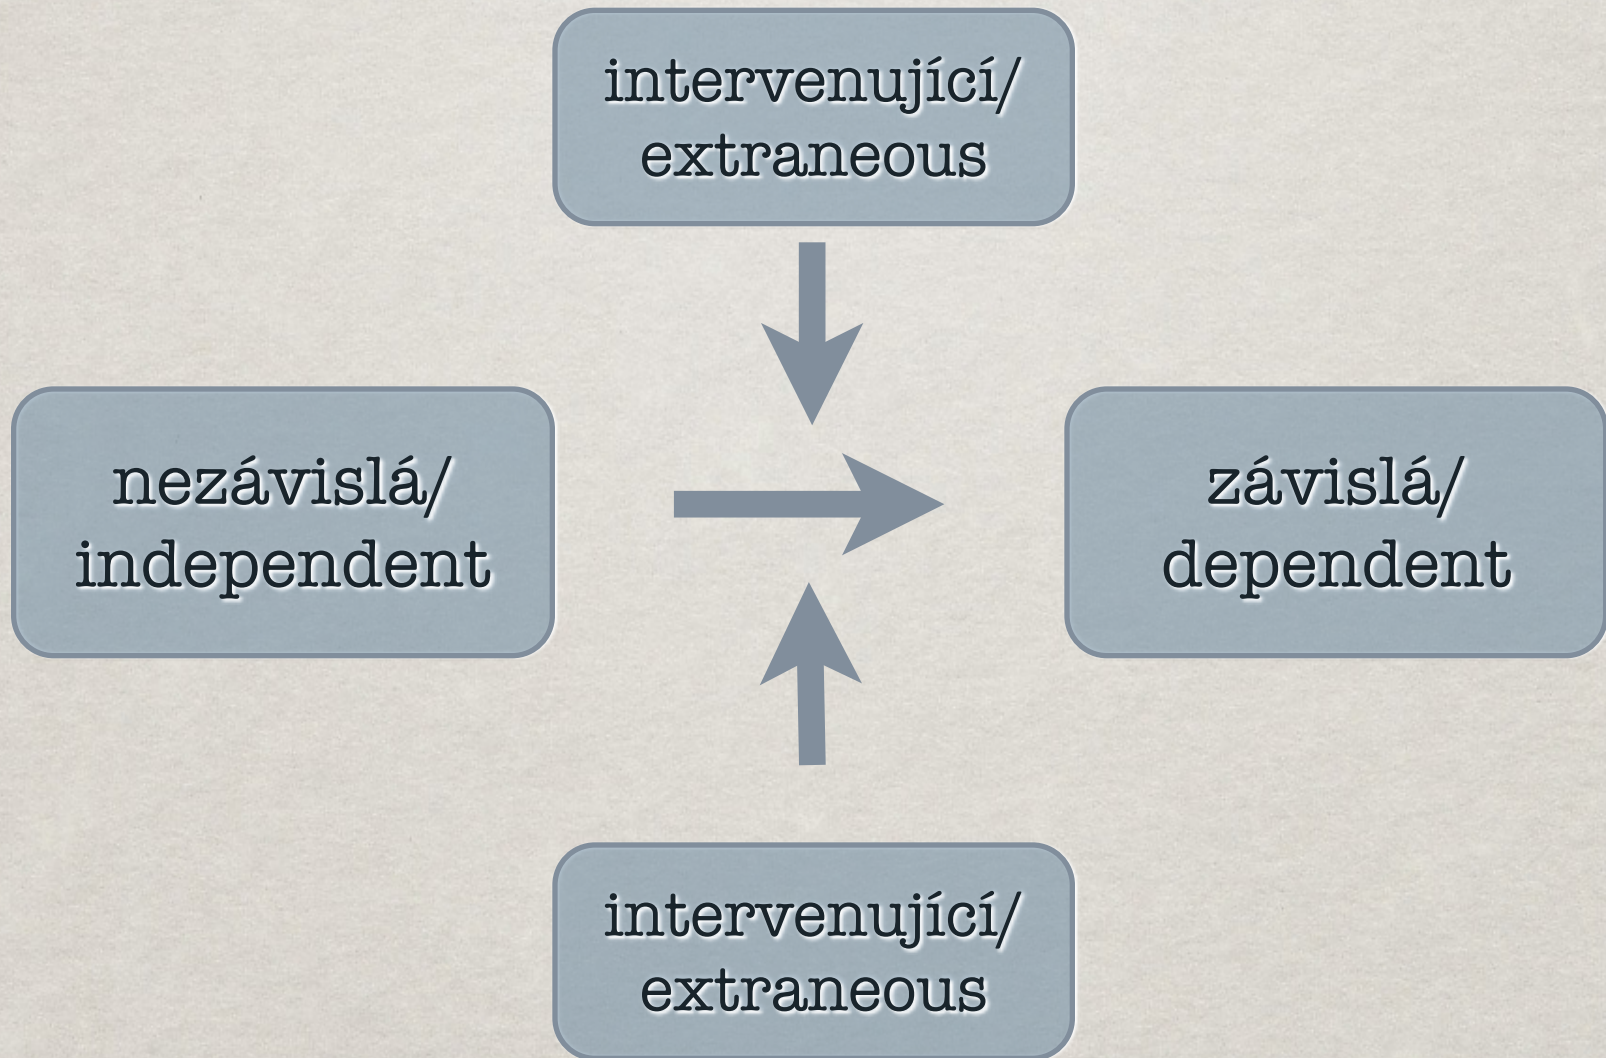 intervenující/
extraneous
nezávislá/
independent
závislá/
dependent
intervenující/
extraneous